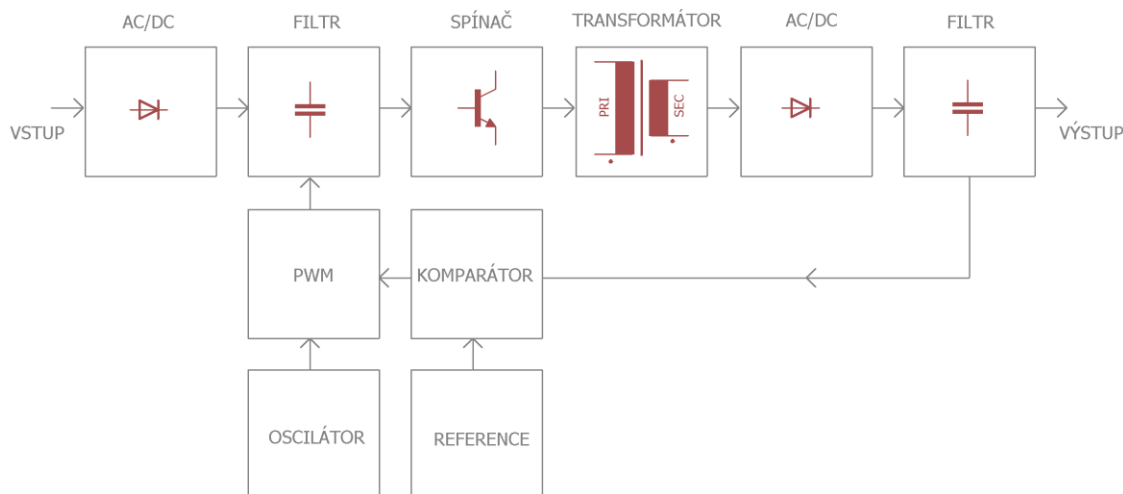 AC/DC
FILTR
SPÍNAČ
TRANSFORMÁTOR
AC/DC
FILTR
VSTUP
PRI
SEC
VÝSTUP
PWM
KOMPARÁTOR
OSCILÁTOR
REFERENCE